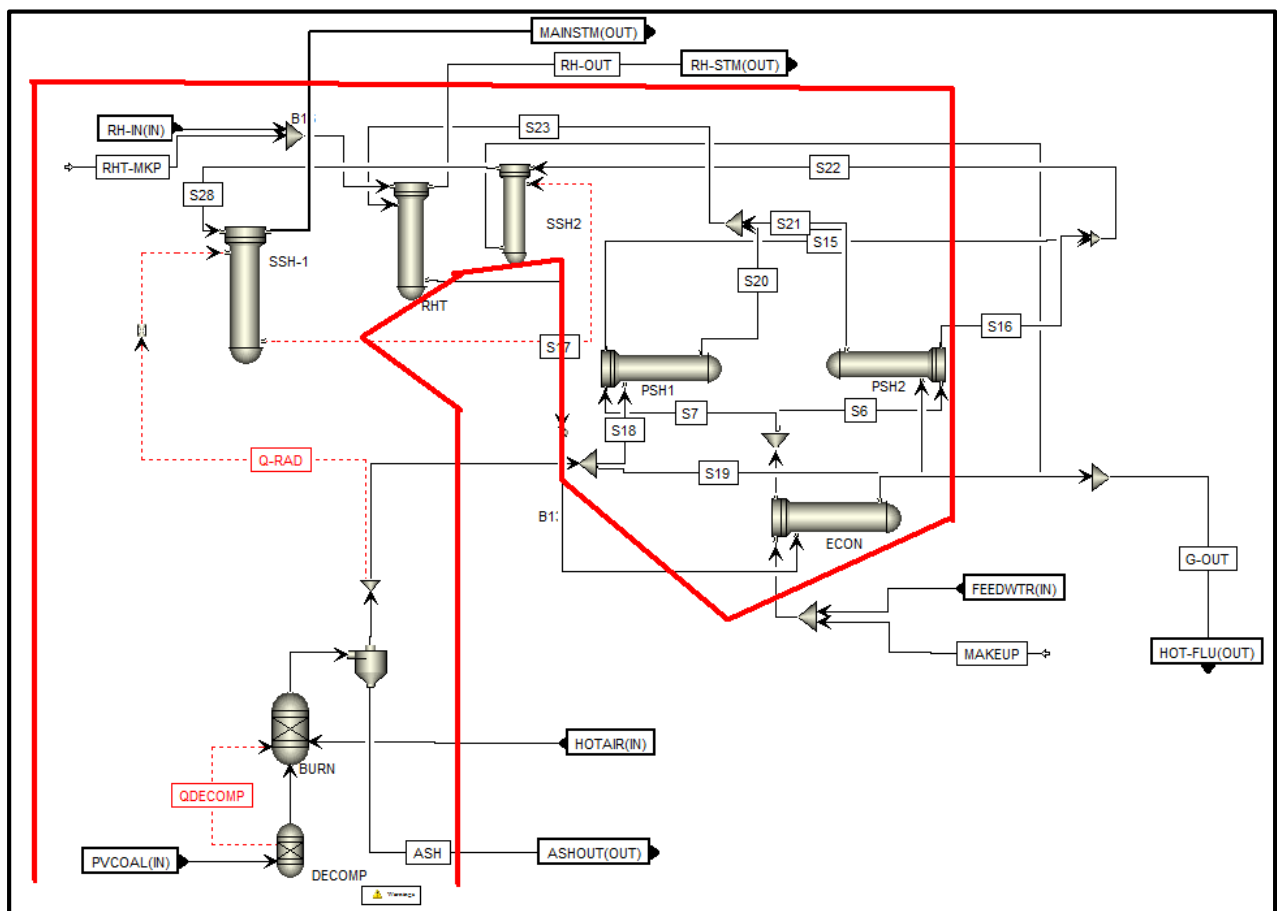 MAINSTM(OUT)
RH-OUT
RH-STM(OUT)
RH-IN(IN)
S23
RHT-MKP
S22
S28
SSH2
S21
S15
SSH-1
S20
RHT
S16
S17
PSH1
PSH2
S7
S6
S18
Q-RAD
S19
B13
ECON
G-OUT
FEEDWTR(IN)
MAKEUP
HOT-FLU(OUT)
HOTAIR(IN)
BURN
QDECOMP
ASH
ASHOUT(OUT)
PVCOAL(IN)
DECOMP
Warnings